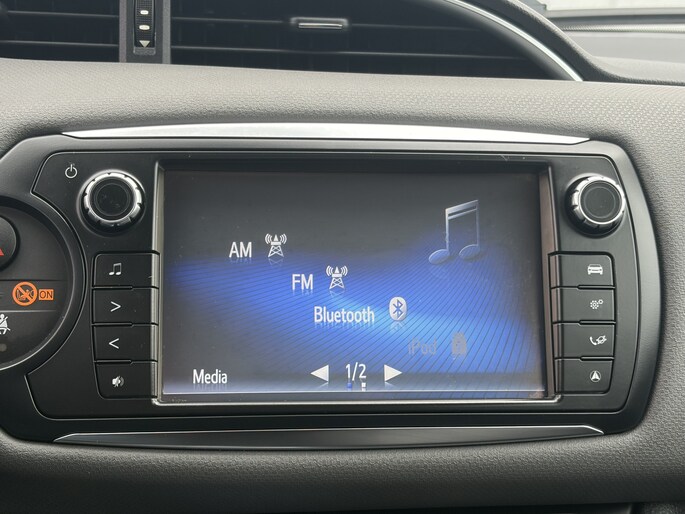 AM
FM
Bluetooth
iPod
Media
1/2
ON